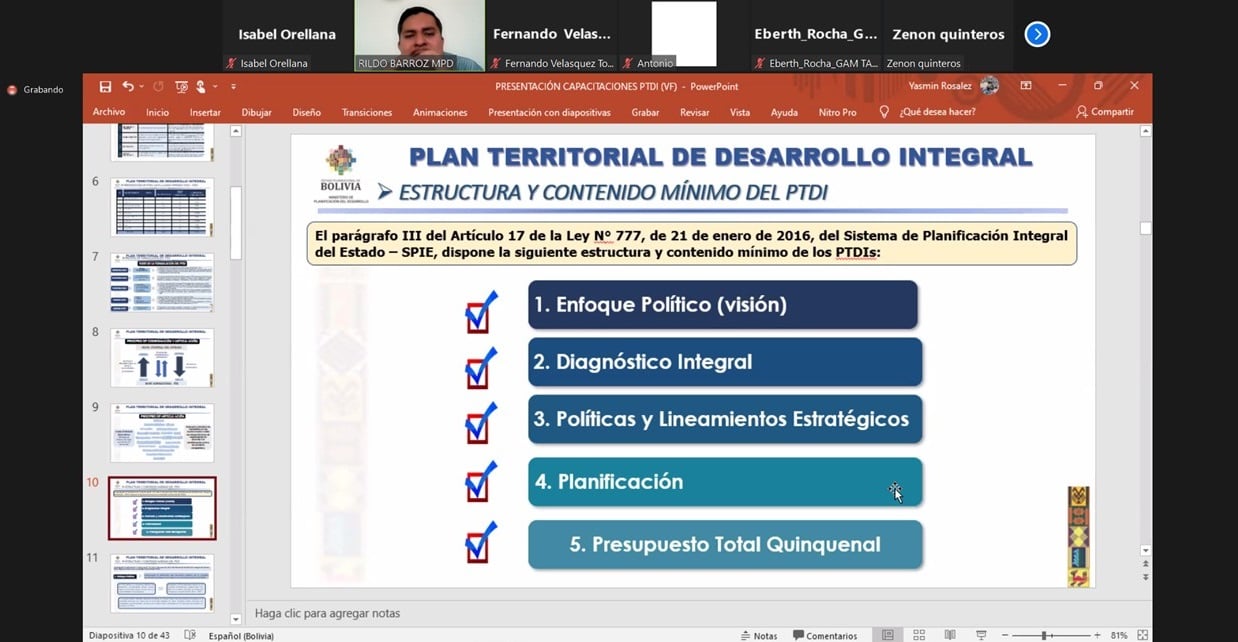 Isabel Orellana
Fernando Velas...
Eberth_Rocha_G...
Zenon quinteros
Isabel Orellana
RILDO BARROZ MPD
Fernando Velasquez To...
Antonio
Eberth_Rocha_GAM TA...
Zenon quinteros
Grabando
PRESENTACIÓN CAPACITACIONES PTDI (VF) - PowerPoint
Yasmin Rosalez
Archivo
Inicio
Insertar
Dibujar
Diseño
Transiciones
Animaciones
Presentación con diapositivas
Grabar
Revisar
Vista
Ayuda
Nitro Pro
¿Qué desea hacer?
Compartir
6
7
8
9
10
11
BOLIVIA
PLAN TERRITORIAL DE DESARROLLO INTEGRAL
ESTRUCTURA Y CONTENIDO MÍNIMO DEL PTDI
El parágrafo III del Artículo 17 de la Ley N° 777, de 21 de enero de 2016, del Sistema de Planificación Integral
del Estado – SPIE, dispone la siguiente estructura y contenido mínimo de los PTDIs:
1. Enfoque Político (visión)
2. Diagnóstico Integral
3. Políticas y Lineamientos Estratégicos
4. Planificación
5. Presupuesto Total Quinquenal
Haga clic para agregar notas
Diapositiva 10 de 43
Español (Bolivia)
Notas
Comentarios
81%